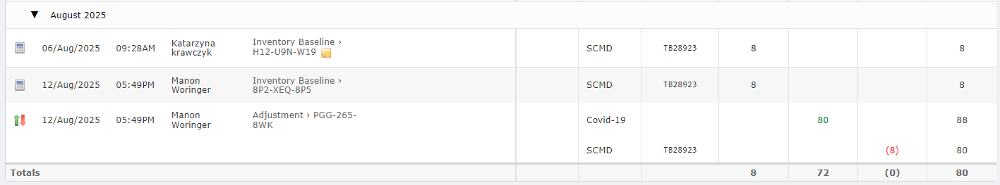 ▼ August 2025
06/Aug/2025 09:28AM Katarzyna krawczyk Inventory Baseline › H12-U9N-W19 SCMD TB28923 8 8
12/Aug/2025 05:49PM Manon Woringer Inventory Baseline › 8P2-XEQ-8P5 SCMD TB28923 8 8
12/Aug/2025 05:49PM Manon Woringer Adjustment › PGG-265-8WK Covid-19 80 88
SCMD TB28923 (8) 80
Totals 8 72 (0) 80